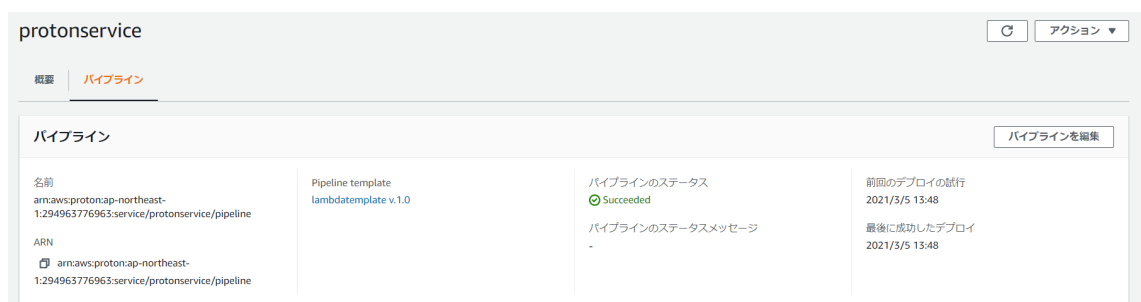 protonservice
アクション ▼
概要
パイプライン
パイプライン
パイプラインを編集
名前
arn:aws:proton:ap-northeast-
1:294963776963:service/protonservice/pipeline
ARN
arn:aws:proton:ap-northeast-
1:294963776963:service/protonservice/pipeline
Pipeline template
lambdatemplate v.1.0
パイプラインのステータス
Succeeded
パイプラインのステータスメッセージ
-
前回のデプロイの試行
2021/3/5 13:48
最後に成功したデプロイ
2021/3/5 13:48